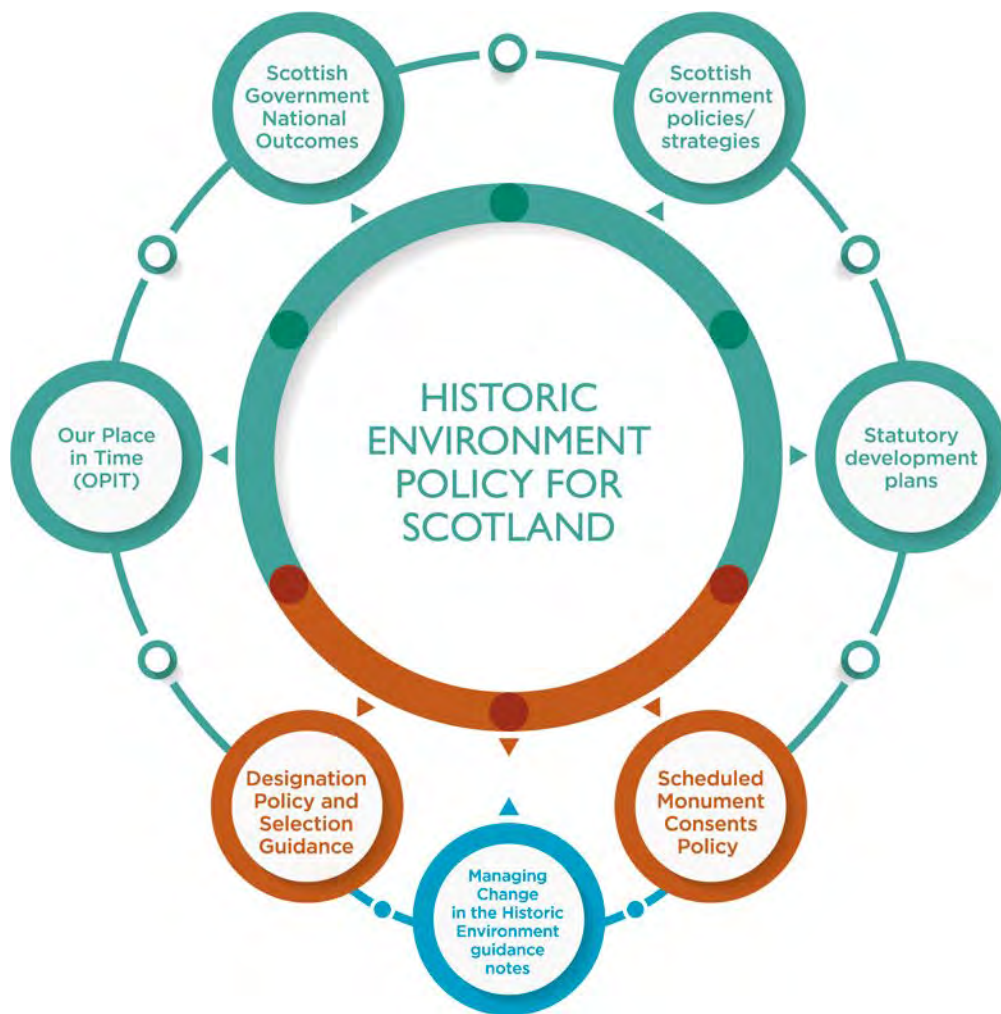 Scottish
Government
National
Outcomes
Scottish
Government
policies/
strategies
HISTORIC
ENVIRONMENT
POLICY FOR
SCOTLAND
Our Place
in Time
(OPIT)
Statutory
development
plans
Designation
Policy and
Selection
Guidance
Scheduled
Monument
Consents
Policy
Managing
Change
in the Historic
Environment
guidance
notes